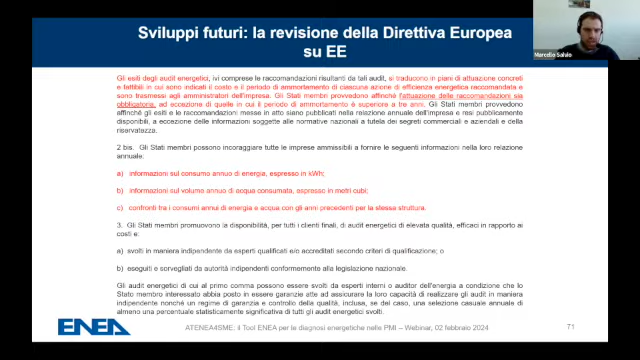 Sviluppi futuri: la revisione della Direttiva Europea
su EE
Marcello Salvio
Gli esiti degli audit energetici, ivi comprese le raccomandazioni risultanti da tali audit, si traducono in piani di attuazione concreti
e fattibili in cui sono indicati il costo e il periodo di ammortamento di ciascuna azione di efficienza energetica raccomandata e
sono trasmessi agli amministratori dell'impresa. Gli Stati membri provvedono affinché l'attuazione delle raccomandazioni sia
obbligatoria, ad eccezione di quelle in cui il periodo di ammortamento è superiore a tre anni. Gli Stati membri provvedono
affinché gli esiti e le raccomandazioni messe in atto siano pubblicati nella relazione annuale dell'impresa e resi pubblicamente
disponibili, a eccezione delle informazioni soggette alle normative nazionali a tutela dei segreti commerciali e aziendali e della
riservatezza.
2 bis. Gli Stati membri possono incoraggiare tutte le imprese ammissibili a fornire le seguenti informazioni nella loro relazione
annuale:
a) informazioni sul consumo annuo di energia, espresso in kWh;
b) informazioni sul volume annuo di acqua consumata, espresso in metri cubi;
c) confronti tra i consumi annui di energia e acqua con gli anni precedenti per la stessa struttura.
3. Gli Stati membri promuovono la disponibilità, per tutti i clienti finali, di audit energetici di elevata qualità, efficaci in rapporto ai
costi e:
a) svolti in maniera indipendente da esperti qualificati e/o accreditati secondo criteri di qualificazione; o
b) eseguiti e sorvegliati da autorità indipendenti conformemente alla legislazione nazionale.
Gli audit energetici di cui al primo comma possono essere svolti da esperti interni o auditor dell'energia a condizione che lo
Stato membro interessato abbia posto in essere garanzie atte ad assicurare la loro capacità di realizzare gli audit in maniera
indipendente nonché un regime di garanzia e controllo della qualità, inclusa, se del caso, una selezione casuale annuale di
almeno una percentuale statisticamente significativa di tutti gli audit energetici svolti.
ENEA
ATENEA4SME: il Tool ENEA per le diagnosi energetiche nelle PMI – Webinar, 02 febbraio 2024
71